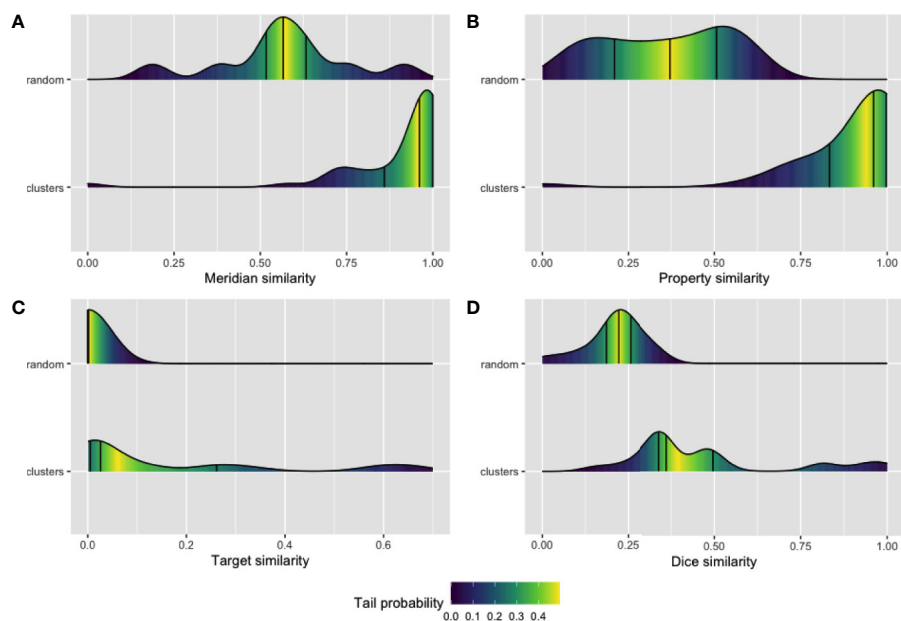 A
B
random
random
clusters
clusters
0.00 0.25 0.50 0.75 1.00
0.00 0.25 0.50 0.75 1.00
Meridian similarity
Property similarity
C
D
random
random
clusters
clusters
0.0 0.2 0.4 0.6
0.00 0.25 0.50 0.75 1.00
Target similarity
Dice similarity
Tail probability
0.0 0.1 0.2 0.3 0.4